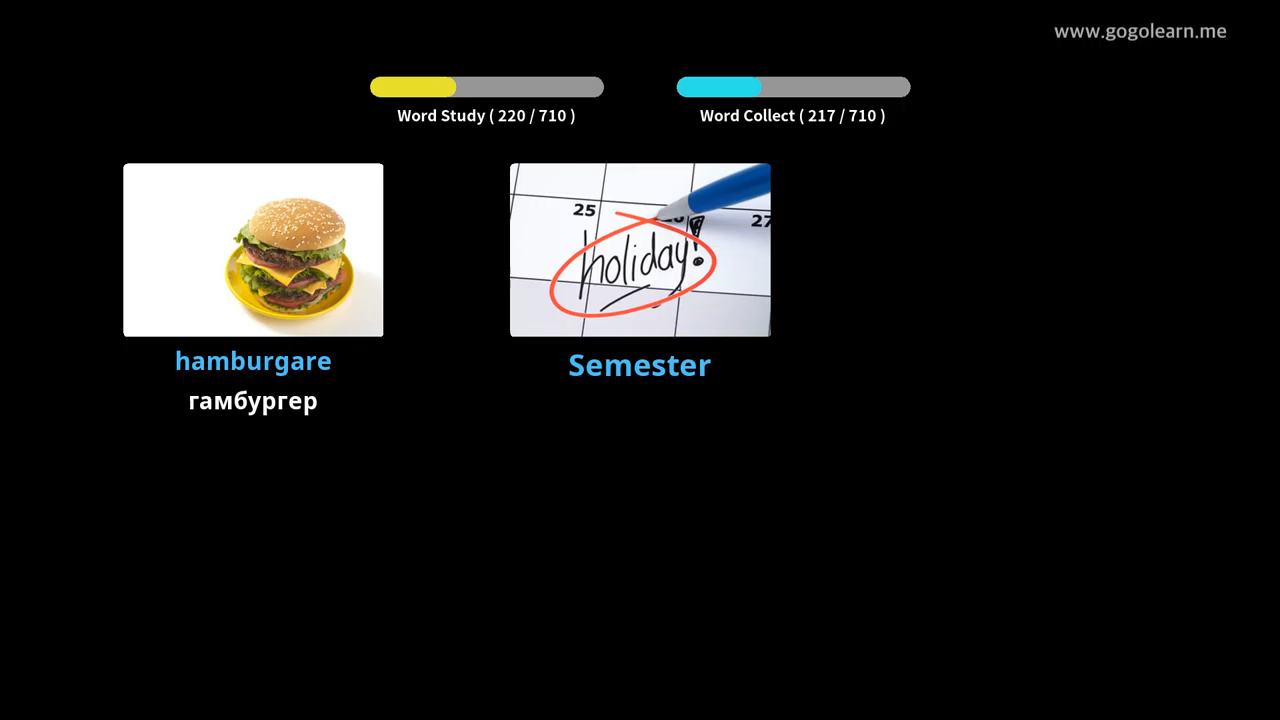 www.gogolearn.me
Word Study ( 220 / 710 )
Word Collect ( 217 / 710 )
25
27
holiday!
hamburgare
Semester
гамбургер